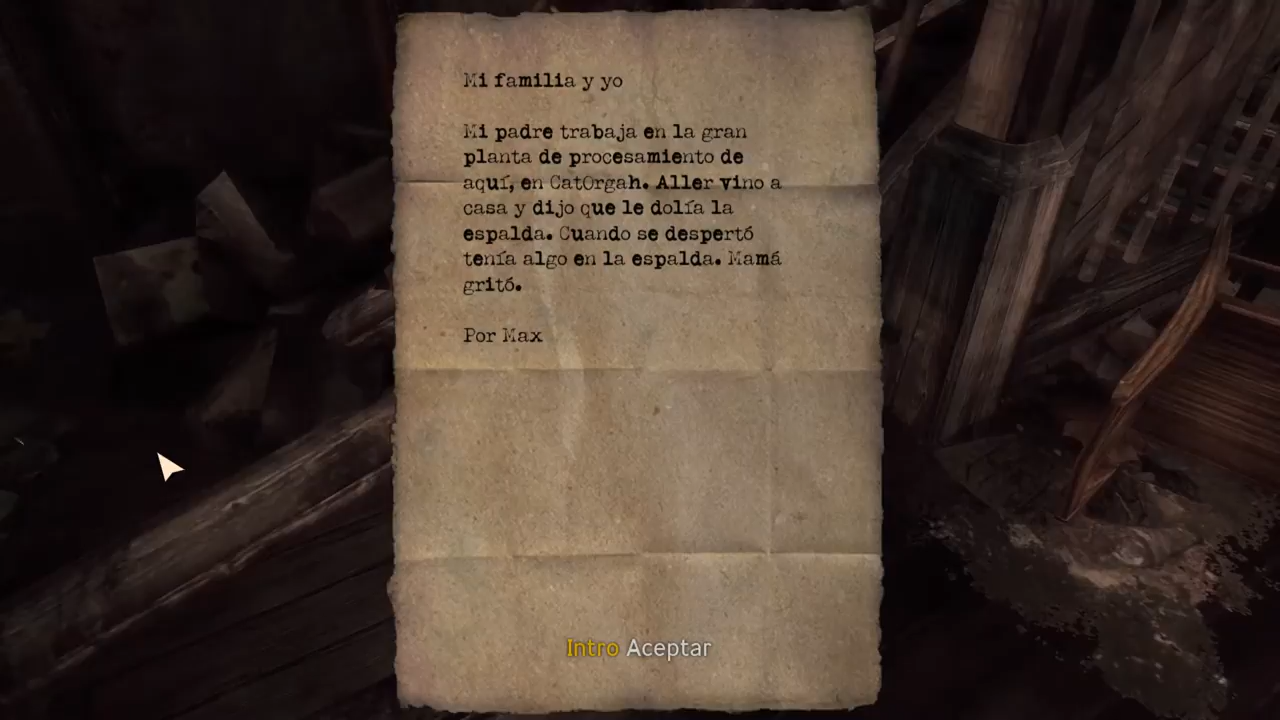 Mi familia y yo
Mi padre trabaja en la gran
planta de procesamiento de
aquí, en CatOrgah. Aller vino a
casa y dijo que le dolía la
espalda. Cuando se despertó
tenía algo en la espalda. Mamá
gritó.
Por Max
Intro Aceptar